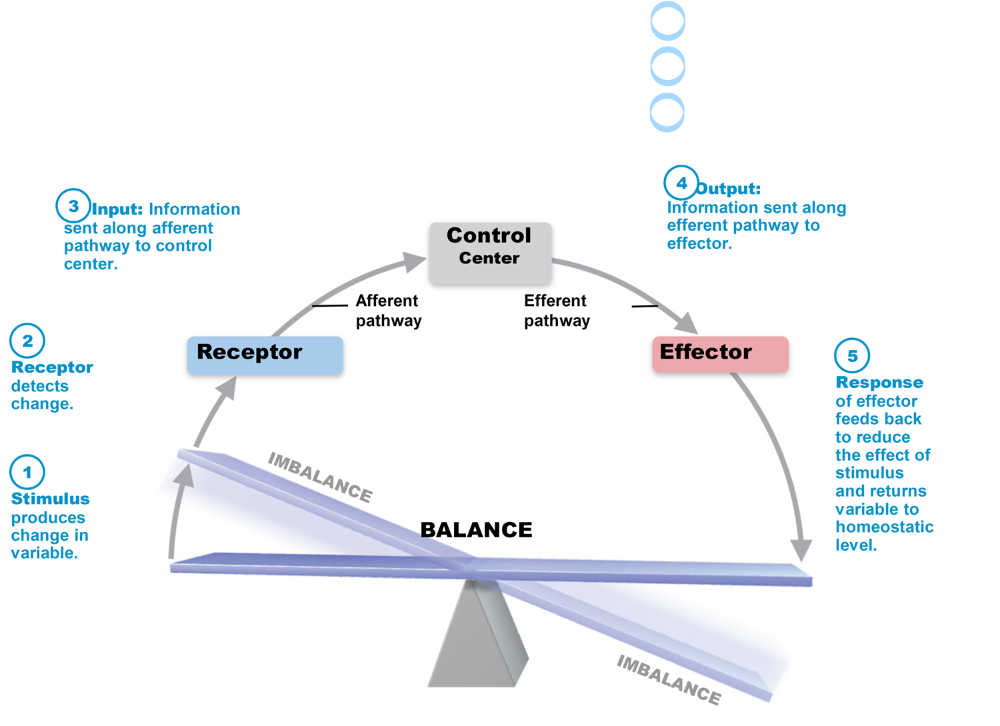 3
Input: Information
sent along afferent
pathway to control
center.
4
Output:
Information sent along
efferent pathway to
effector.
Control
Center
Afferent
pathway
Efferent
pathway
2
Receptor
detects
change.
Receptor
Effector
5
Response
of effector
feeds back
to reduce
the effect of
stimulus
and returns
variable to
homeostatic
level.
1
Stimulus
produces
change in
variable.
IMBALANCE
BALANCE
IMBALANCE